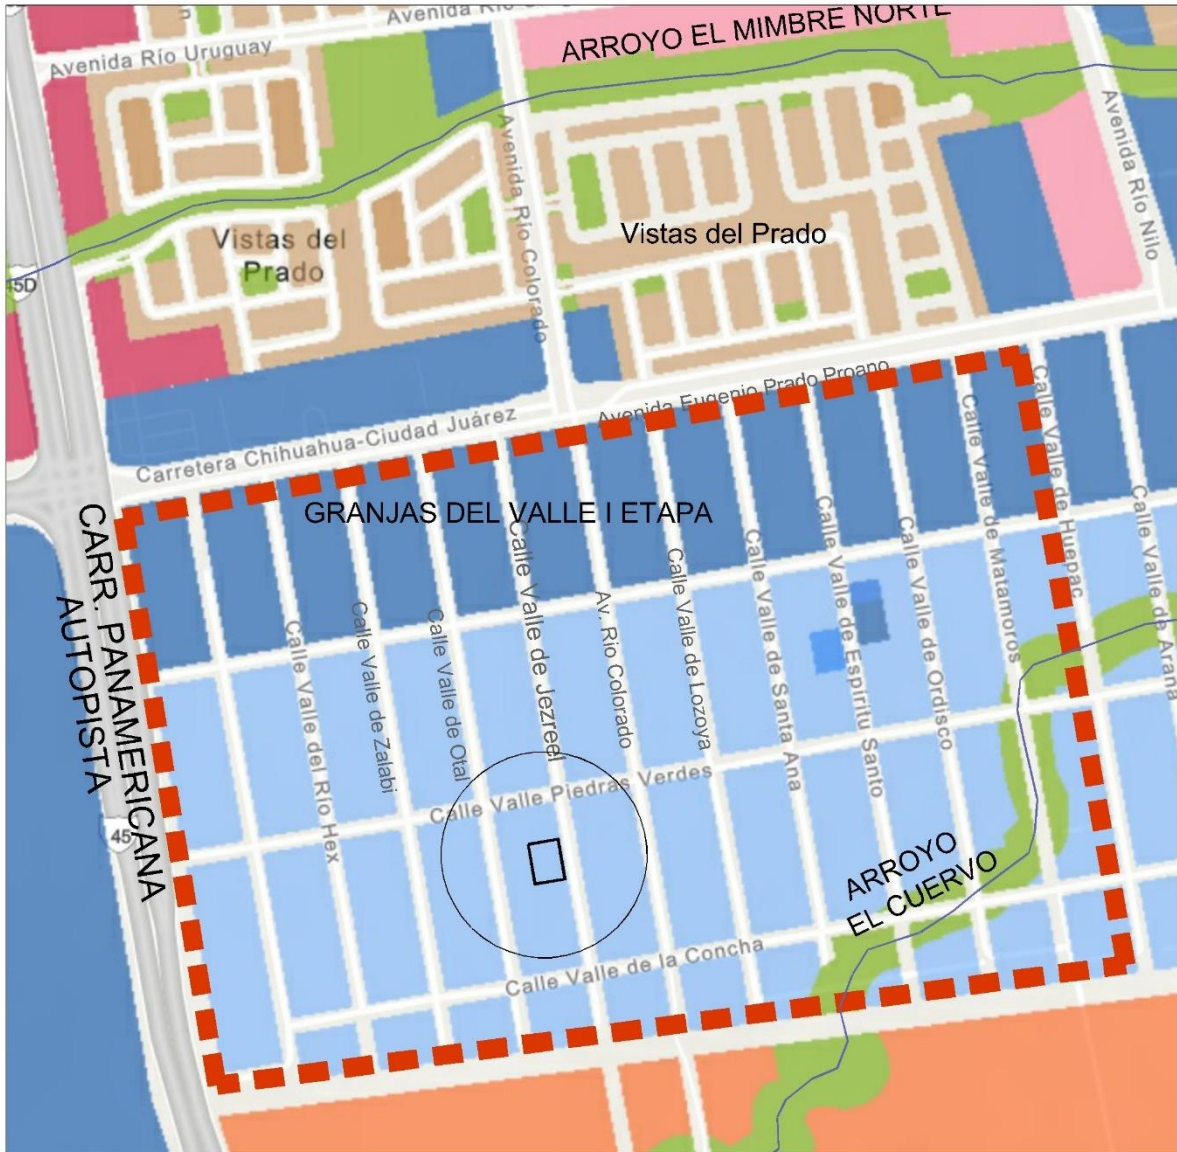 Avenida Río
Avenida Río Uruguay
ARROYO EL MIMBRE NORTE
Avenida Río Colorado
Avenida Río Nilo
Vistas del
Prado
Vistas del Prado
5D
Avenida Eugenio Prado Proano
Carretera Chihuahua-Ciudad Juárez
GRANJAS DEL VALLE I ETAPA
CARR. PANAMERICANA
AUTOPISTA
45
Calle Valle del Río Hex
Calle Valle de Zalabi
Calle Valle de Otal
Calle Valle de Jezreel
Av. Río Colorado
Calle Valle de Lozoya
Calle Valle de Santa Ana
Calle Valle de Espiritu Santo
Calle Valle de Ordisco
Calle Valle de Matamoros
Calle Valle de Huepac
Calle Valle de Arana
Calle Valle Piedras Verdes
ARROYO
EL CUERVO
Calle Valle de la Concha